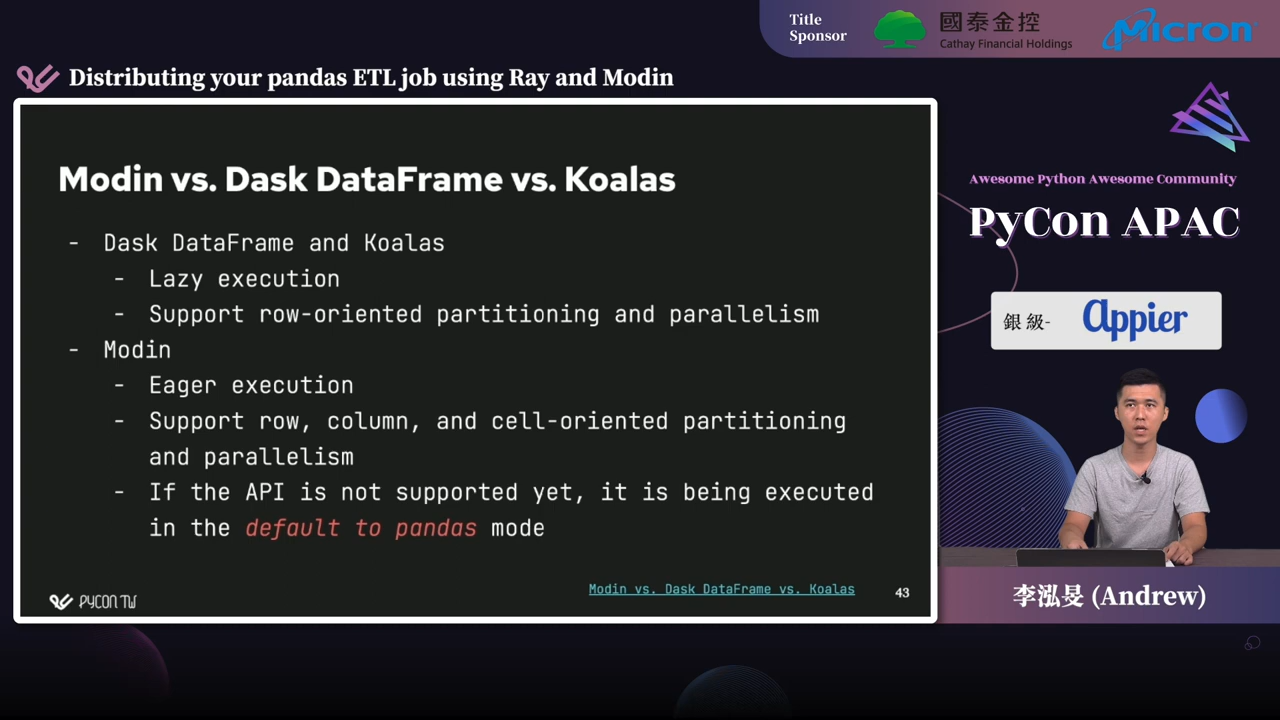 Title
Sponsor
國泰金控
Cathay Financial Holdings
Micron
Distributing your pandas ETL job using Ray and Modin
Modin vs. Dask DataFrame vs. Koalas
- Dask DataFrame and Koalas
- Lazy execution
- Support row-oriented partitioning and parallelism
- Modin
- Eager execution
- Support row, column, and cell-oriented partitioning
and parallelism
- If the API is not supported yet, it is being executed
in the default to pandas mode
Modin vs. Dask DataFrame vs. Koalas
43
PyCON TW
Awesome Python Awesome Community
PyCon APAC
銀級-
Appier
李泓旻 (Andrew)